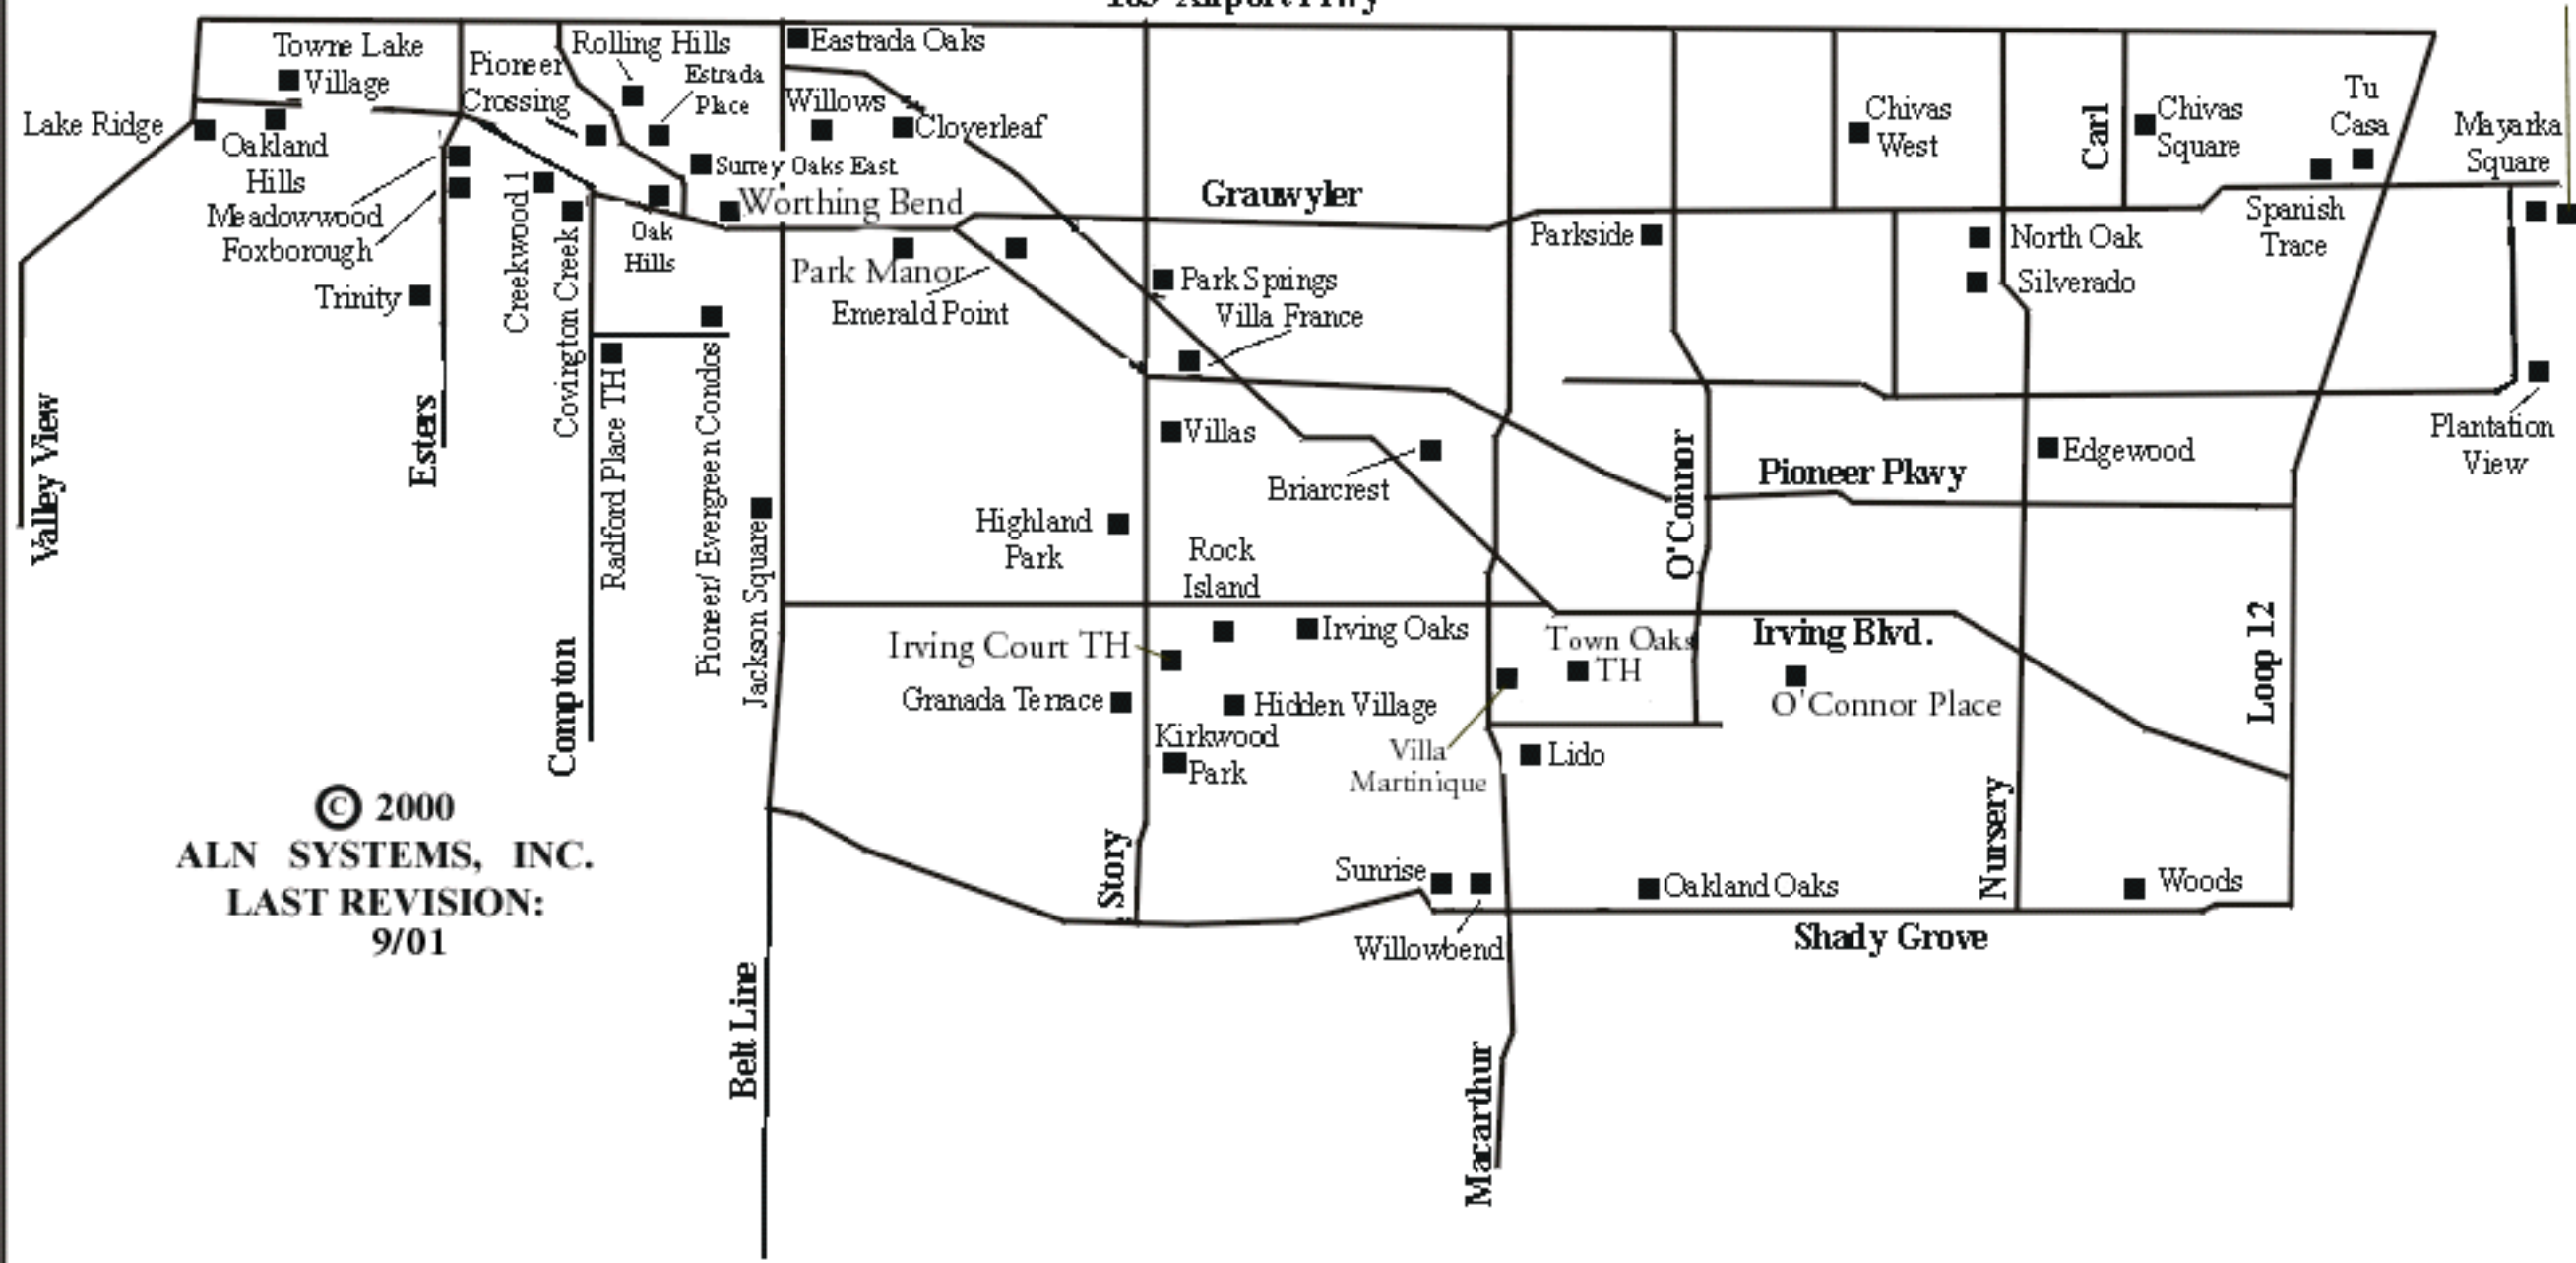 183 Airport Pkwy
Towne Lake
Village
Pioneer
Crossing
Rolling Hills
Estrada
Place
Eastrada Oaks
Willows
Cloverleaf
Lake Ridge
Oakland
Hills
Meadowwood
Foxborough
Trinity
Surrey Oaks East
Worthing Bend
Creekwood 1
Covington Creek
Oak
Hills
Park Manor
Emerald Point
Grauwyler
Park Springs
Villa France
Parkside
Chivas
West
Carl
Chivas
Square
Tu
Casa
Mayarka
Square
Spanish
Trace
North Oak
Silverado
Valley View
Esters
Compton
Radford Place TH
Pioneer/ Evergreen Condos
Jackson Square
Villas
Briarcrest
Highland
Park
Rock
Island
O'Connor
Pioneer Pkwy
Edgewood
Plantation
View
Irving Court TH
Irving Oaks
Granada Terrace
Hidden Village
Kirkwood
Park
Town Oaks
TH
Villa
Martinique
Lido
Irving Blvd.
O'Connor Place
Loop 12
Nursery
Story
Sunrise
Willowbend
Oakland Oaks
Woods
Shady Grove
Belt Line
Macarthur
© 2000
ALN SYSTEMS, INC.
LAST REVISION:
9/01